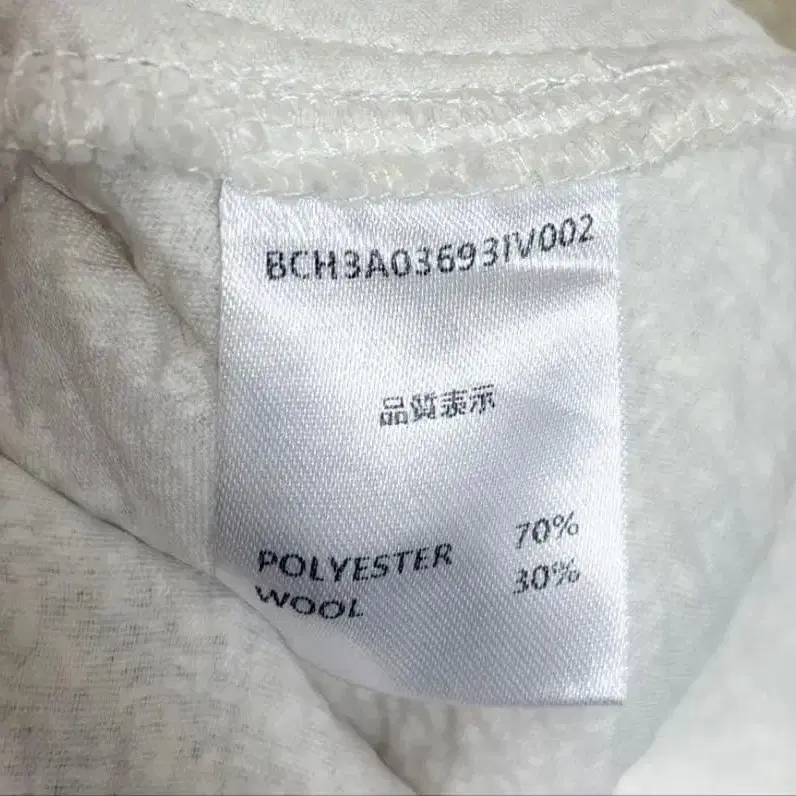 BCH3A03693IV002
品質表示
POLYESTER 70%
WOOL 30%